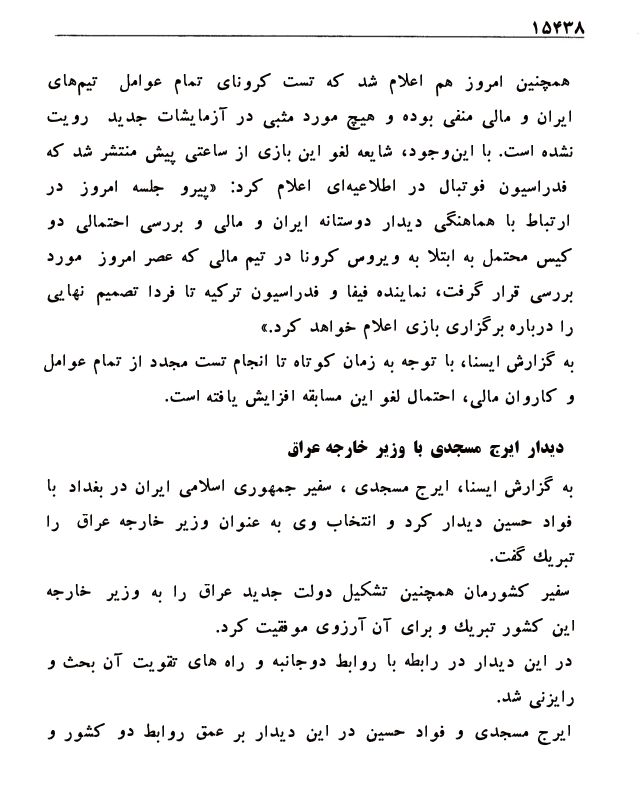 ۱۵۴۳۸
همچنین امروز هم اعلام شد که تست کرونای تمام عوامل تیم‌های
ایران و مالی منفی بوده و هیچ مورد مثبی در آزمایشات جدید رویت
نشده است. با این‌وجود، شایعه لغو این بازی از ساعتی پیش منتشر شد که
فدراسیون فوتبال در اطلاعیه‌ای اعلام کرد: «پیرو جلسه امروز در
ارتباط با هماهنگی دیدار دوستانه ایران و مالی و بررسی احتمالی دو
کیس محتمل به ابتلا به ویروس کرونا در تیم مالی که عصر امروز مورد
بررسی قرار گرفت، نماینده فیفا و فدراسیون ترکیه تا فردا تصمیم نهایی
را درباره برگزاری بازی اعلام خواهد کرد.»
به گزارش ایسنا، با توجه به زمان کوتاه تا انجام تست مجدد از تمام عوامل
و کاروان مالی، احتمال لغو این مسابقه افزایش یافته است.
دیدار ایرج مسجدی با وزیر خارجه عراق
به گزارش ایسنا، ایرج مسجدی ، سفیر جمهوری اسلامی ایران در بغداد با
فواد حسین دیدار کرد و انتخاب وی به عنوان وزیر خارجه عراق را
تبریك گفت.
سفیر کشورمان همچنین تشکیل دولت جدید عراق را به وزیر خارجه
این کشور تبریك و برای آن آرزوی موفقیت کرد.
در این دیدار در رابطه با روابط دوجانبه و راه های تقویت آن بحث و
رایزنی شد.
ایرج مسجدی و فواد حسین در این دیدار بر عمق روابط دو کشور و